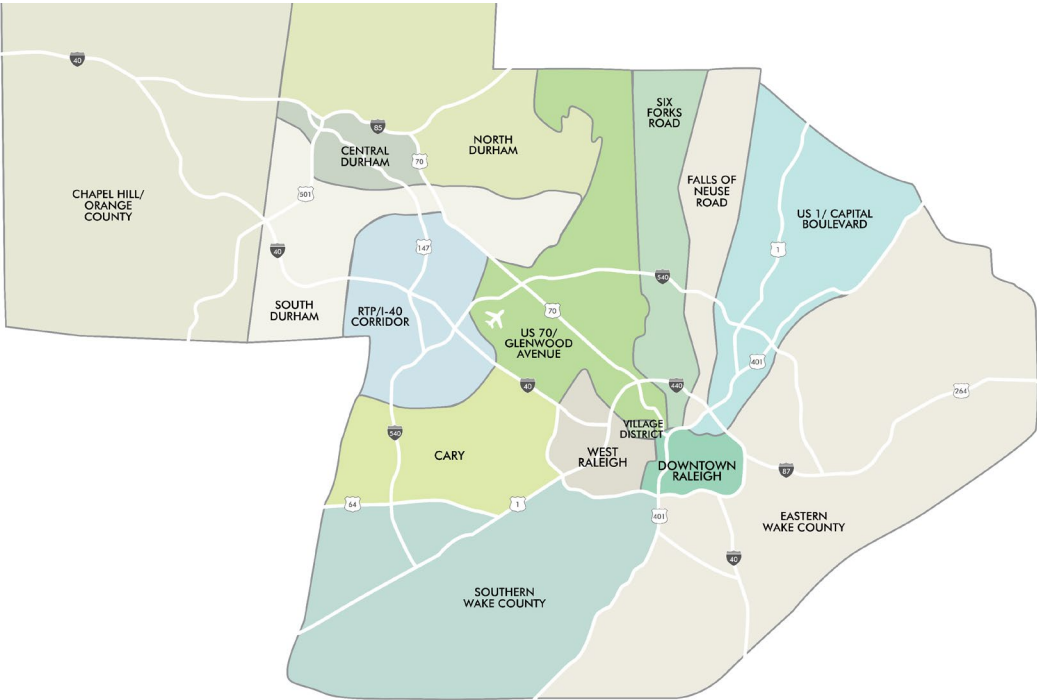 40
SIX
FORKS
ROAD
85
NORTH
DURHAM
CENTRAL
DURHAM
70
501
CHAPEL HILL/
ORANGE
COUNTY
FALLS OF
NEUSE
ROAD
US 1/ CAPITAL
BOULEVARD
40
147
1
540
SOUTH
DURHAM
RTP/I-40
CORRIDOR
70
US 70/
GLENWOOD
AVENUE
401
40
440
264
540
CARY
VILLAGE
DISTRICT
WEST
RALEIGH
DOWNTOWN
RALEIGH
87
64
1
401
EASTERN
WAKE COUNTY
40
SOUTHERN
WAKE COUNTY